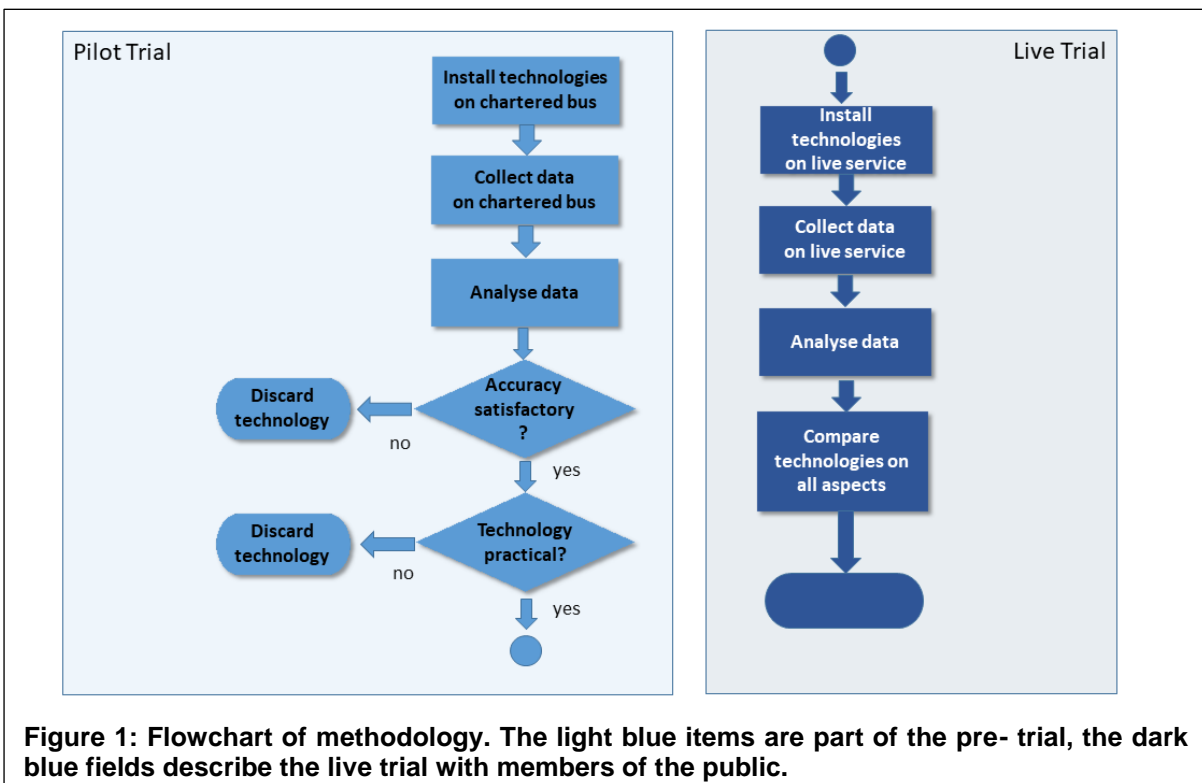 Pilot Trial
Install technologies
on chartered bus
Collect data
on chartered bus
Analyse data
Accuracy
satisfactory
?
Discard
technology
no
yes
Technology
practical?
Discard
technology
no
yes
Live Trial
Install
technologies
on live service
Collect data
on live service
Analyse data
Compare
technologies on
all aspects
Figure 1: Flowchart of methodology. The light blue items are part of the pre- trial, the dark
blue fields describe the live trial with members of the public.